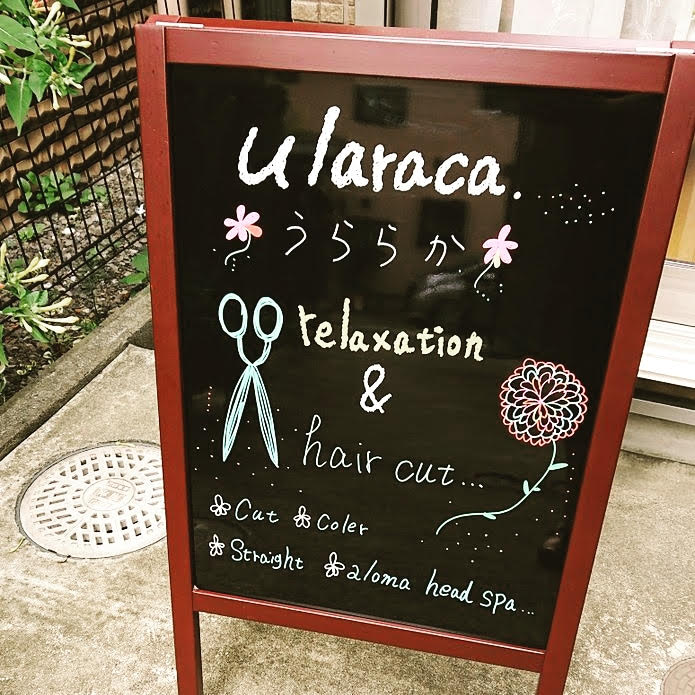 ularaca.
うららか
relaxation
&
hair cut...
Cut Coler
Straight aloma head spa...